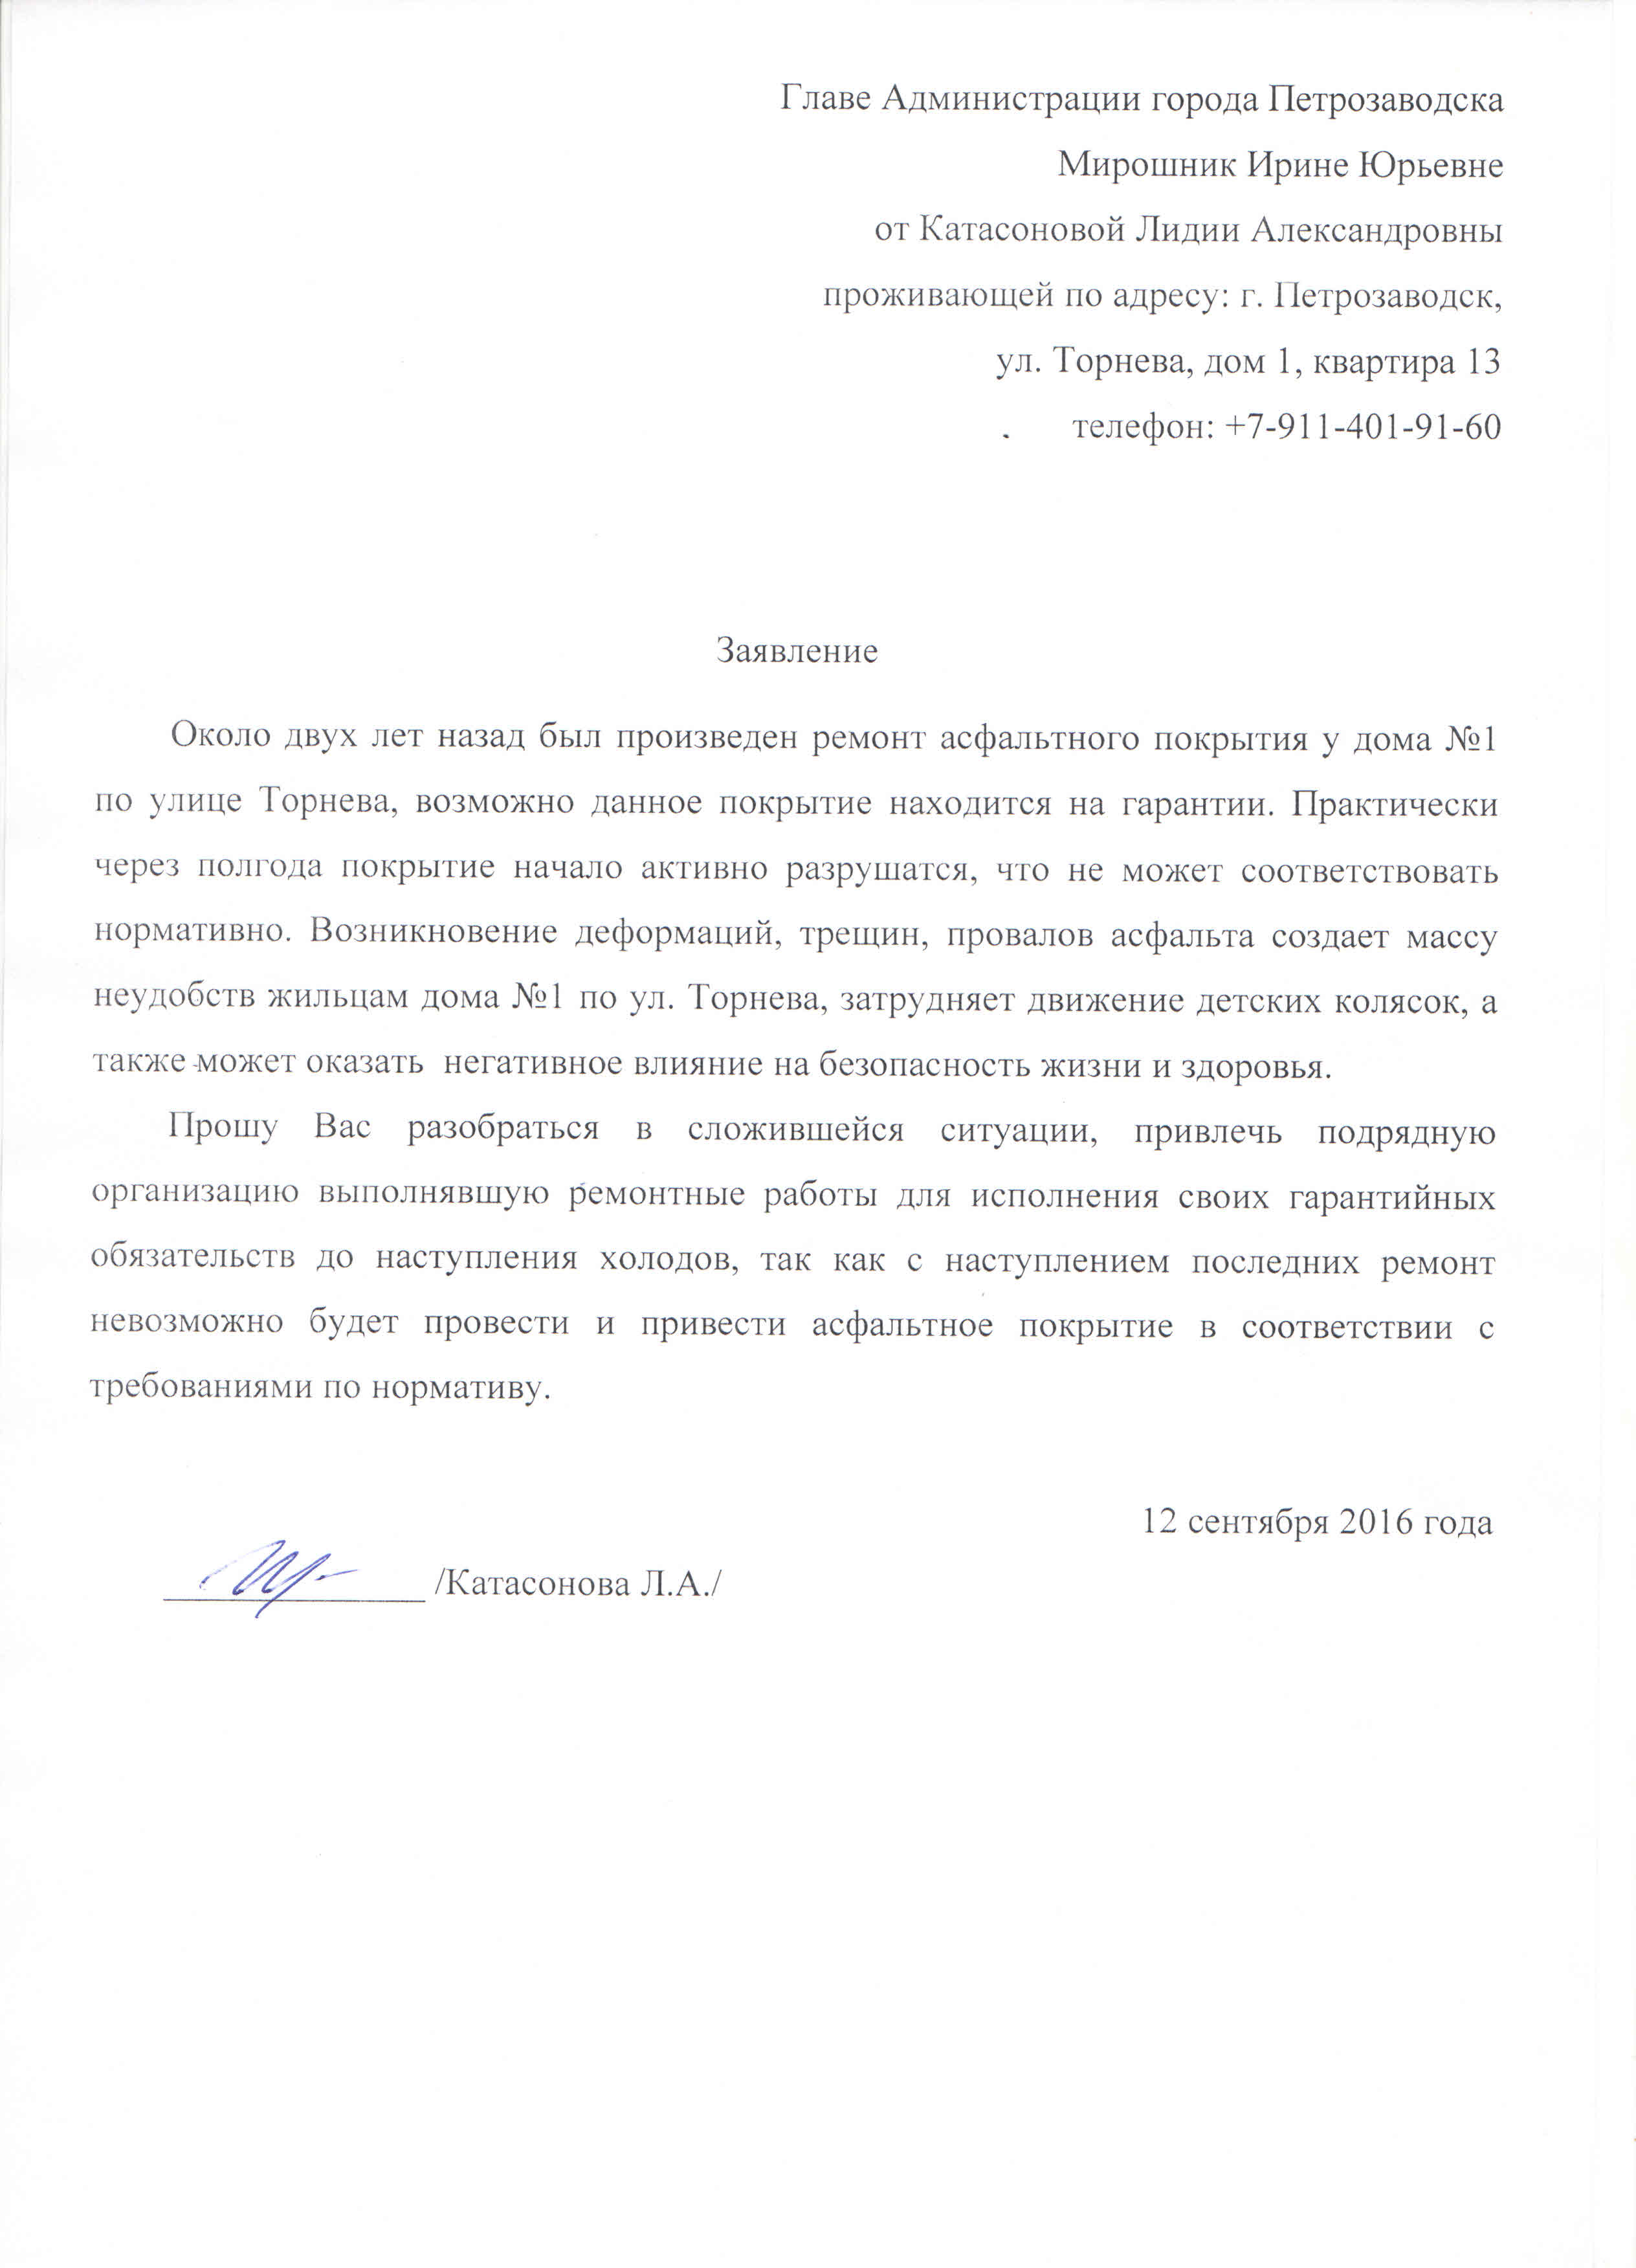 Главе Администрации города Петрозаводска
Мирошник Ирине Юрьевне
от Катасоновой Лидии Александровны
проживающей по адресу: г. Петрозаводск,
ул. Торнева, дом 1, квартира 13
телефон: +7-911-401-91-60
Заявление
Около двух лет назад был произведен ремонт асфальтного покрытия у дома №1
по улице Торнева, возможно данное покрытие находится на гарантии. Практически
через полгода покрытие начало активно разрушатся, что не может соответствовать
нормативно. Возникновение деформаций, трещин, провалов асфальта создает массу
неудобств жильцам дома №1 по ул. Торнева, затрудняет движение детских колясок, а
также может оказать негативное влияние на безопасность жизни и здоровья.
Прошу Вас разобраться в сложившейся ситуации, привлечь подрядную
организацию выполнявшую ремонтные работы для исполнения своих гарантийных
обязательств до наступления холодов, так как с наступлением последних ремонт
невозможно будет провести и привести асфальтное покрытие в соответствии с
требованиями по нормативу.
12 сентября 2016 года
/Катасонова Л.А./